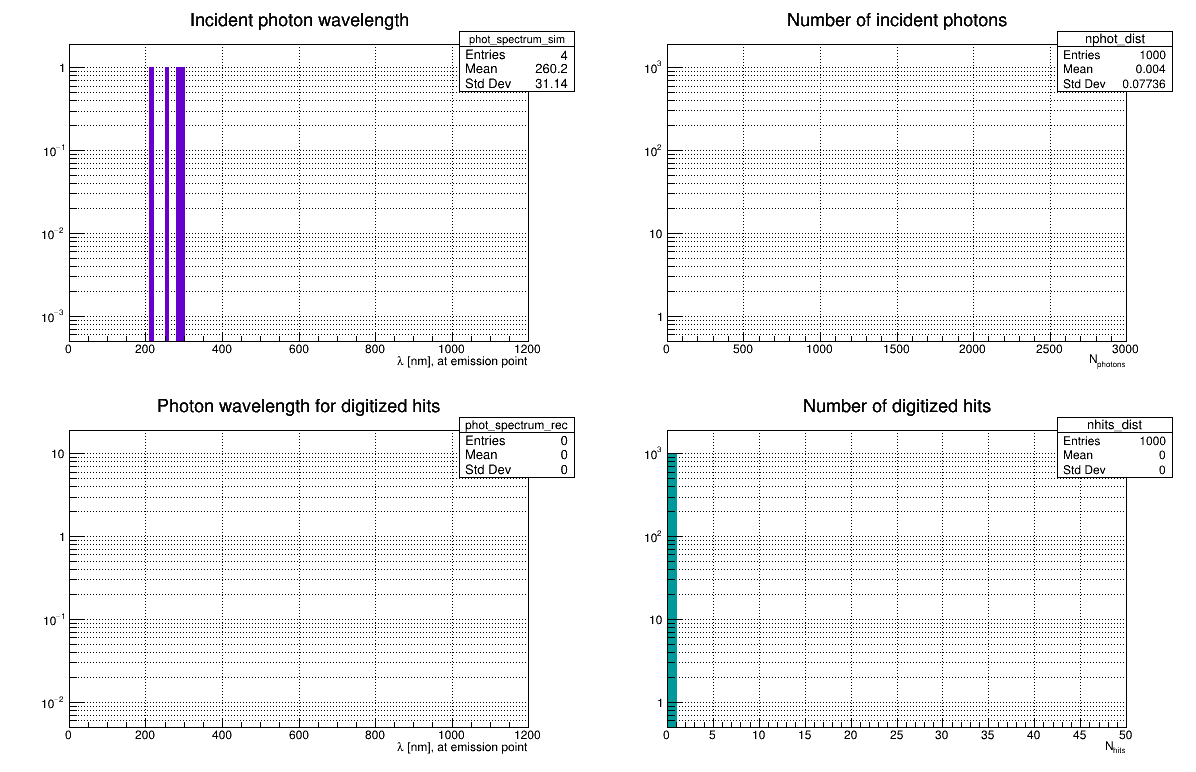 Incident photon wavelength
phot_spectrum_sim
Entries 4
Mean 260.2
Std Dev 31.14
1
10⁻¹
10⁻²
10⁻³
0 200 400 600 800 1000 1200
λ [nm], at emission point
Number of incident photons
nphot_dist
Entries 1000
Mean 0.004
Std Dev 0.07736
10³
10²
10
1
0 500 1000 1500 2000 2500 3000
Nphotons
Photon wavelength for digitized hits
phot_spectrum_rec
Entries 0
Mean 0
Std Dev 0
10
1
10⁻¹
10⁻²
0 200 400 600 800 1000 1200
λ [nm], at emission point
Number of digitized hits
nhits_dist
Entries 1000
Mean 0
Std Dev 0
10³
10²
10
1
0 5 10 15 20 25 30 35 40 45 50
Nhits